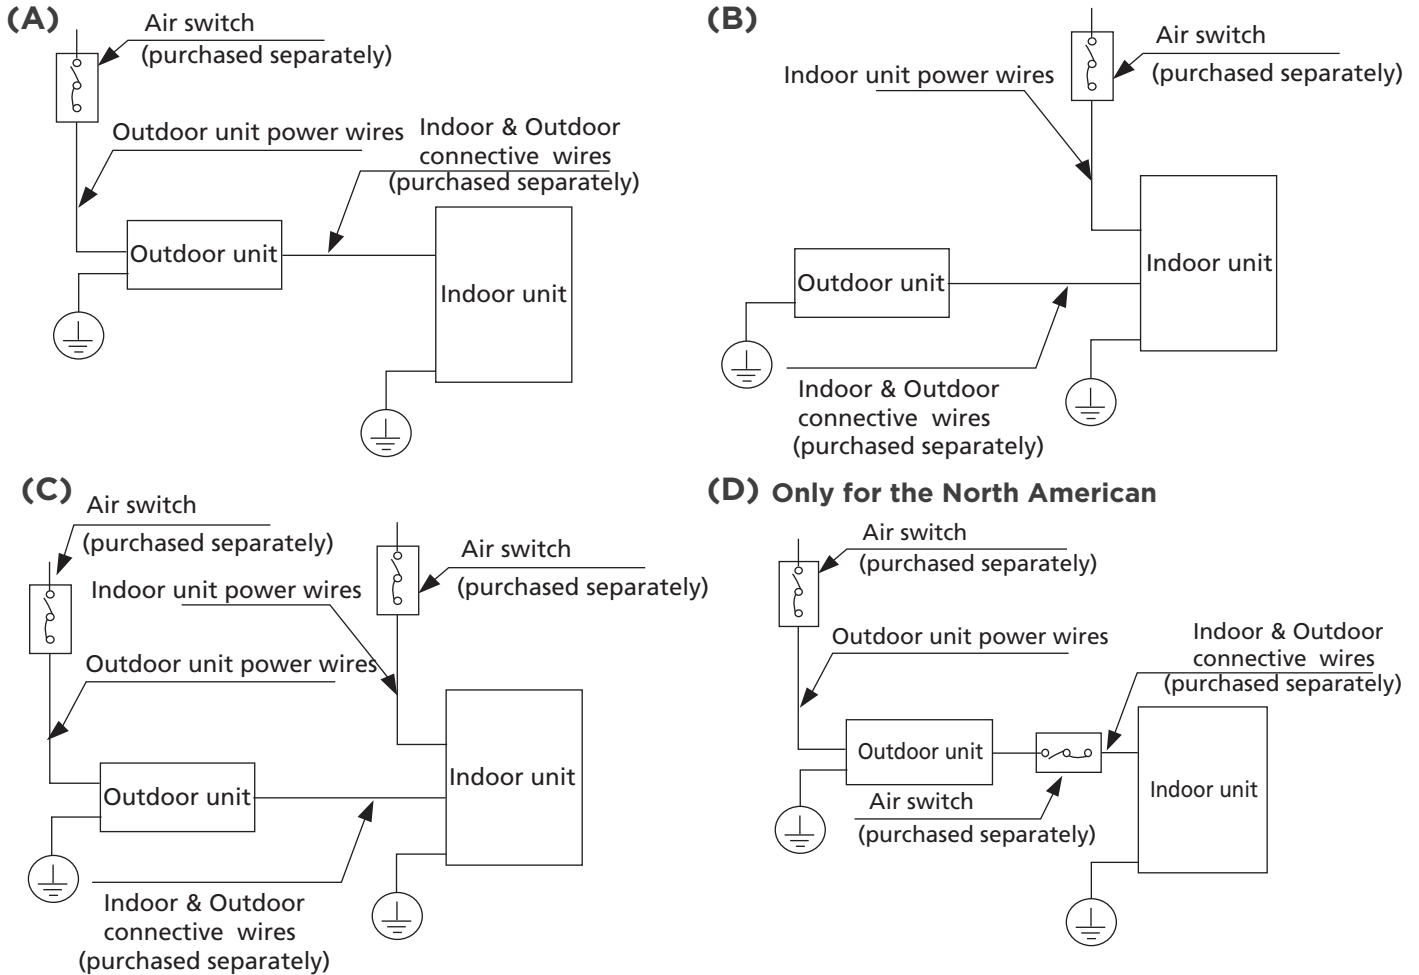 (A)
Air switch
(purchased separately)
Outdoor unit power wires
Indoor & Outdoor
connective wires
(purchased separately)
Outdoor unit
Indoor unit
(B)
Air switch
(purchased separately)
Indoor unit power wires
Outdoor unit
Indoor unit
Indoor & Outdoor
connective wires
(purchased separately)
(C)
Air switch
(purchased separately)
Air switch
(purchased separately)
Indoor unit power wires
Outdoor unit power wires
Outdoor unit
Indoor unit
Indoor & Outdoor
connective wires
(purchased separately)
(D) Only for the North American
Air switch
(purchased separately)
Outdoor unit power wires
Indoor & Outdoor
connective wires
(purchased separately)
Outdoor unit
Indoor unit
Air switch
(purchased separately)